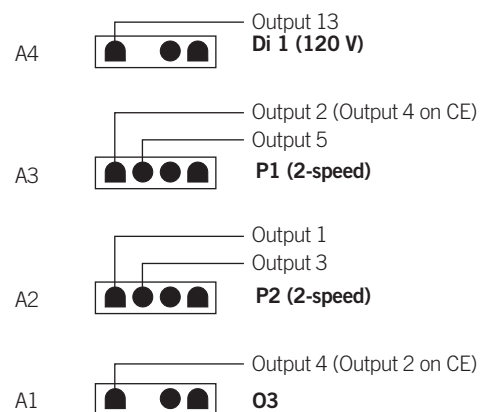 Output 13
A4
Di 1 (120 V)
Output 2 (Output 4 on CE)
Output 5
A3
P1 (2-speed)
Output 1
Output 3
A2
P2 (2-speed)
Output 4 (Output 2 on CE)
A1
O3